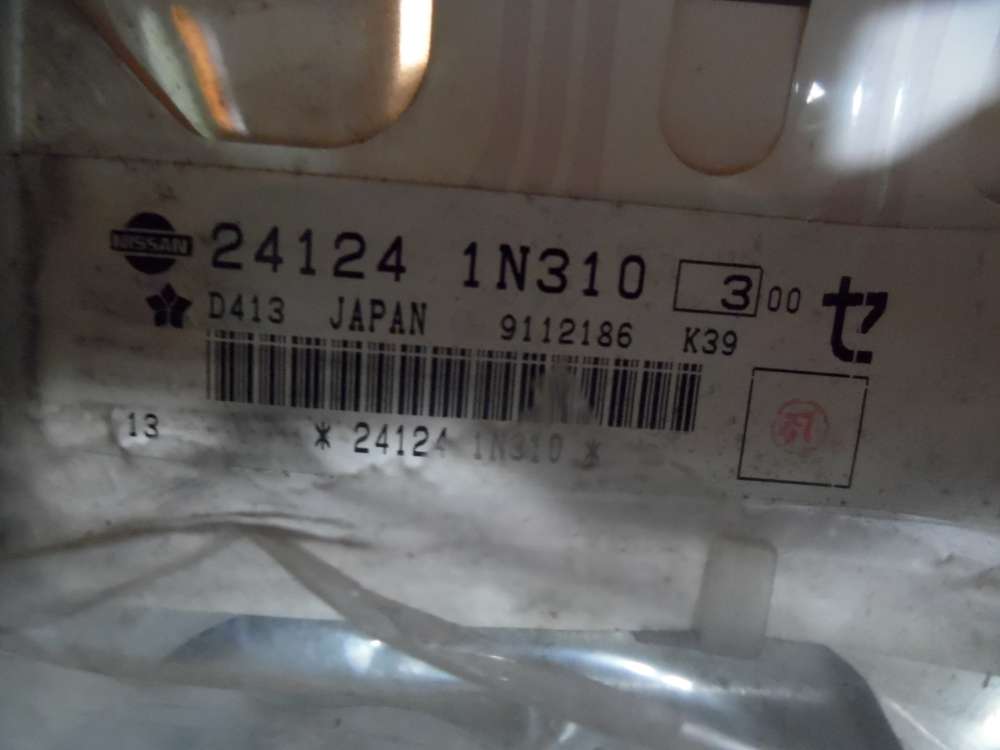 NISSAN 24124 1N310 3 00 セ
D413 JAPAN 9112186 K39
13 * 24124 1N310 *